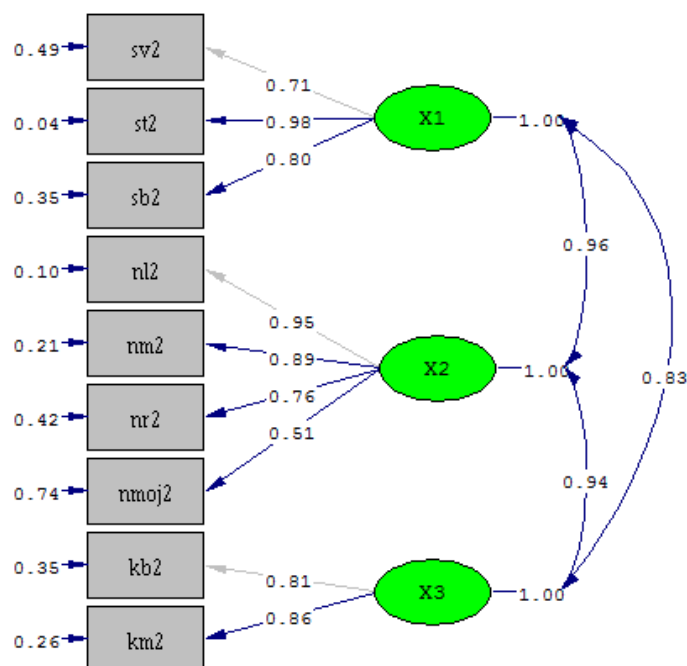 0.49 sv2
0.71
X1 1.00
0.04 st2
0.98
0.80
0.35 sb2
0.96
0.10 nl2
0.95
0.21 nm2
0.89
X2 1.00
0.83
0.76
0.42 nr2
0.51
0.74 nmoj2
0.94
0.35 kb2
0.81
X3 1.00
0.86
0.26 km2